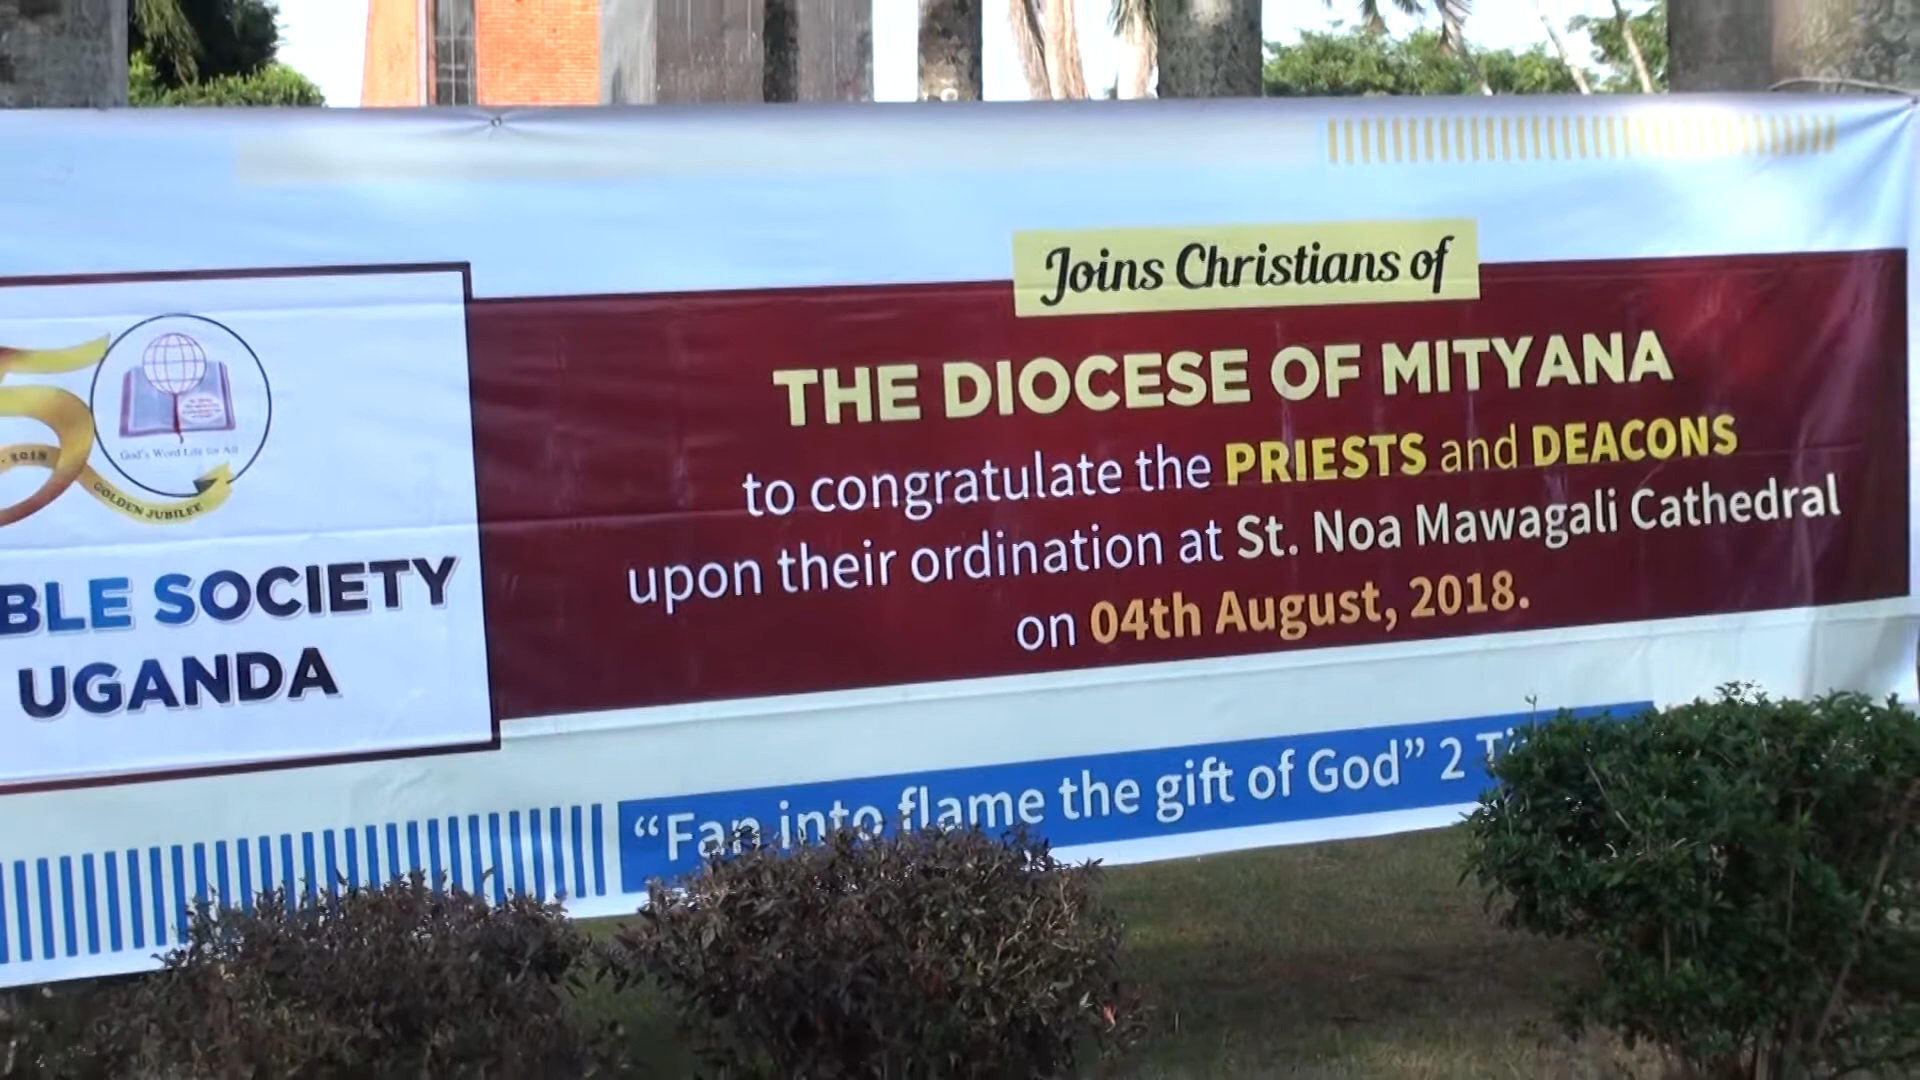 Joins Christians of
THE DIOCESE OF MITYANA
to congratulate the PRIESTS and DEACONS
upon their ordination at St. Noa Mawagali Cathedral
on 04th August, 2018.
God's Word Life for All
2018
GOLDEN JUBILEE
BLE SOCIETY
UGANDA
“Fan into flame the gift of God” 2